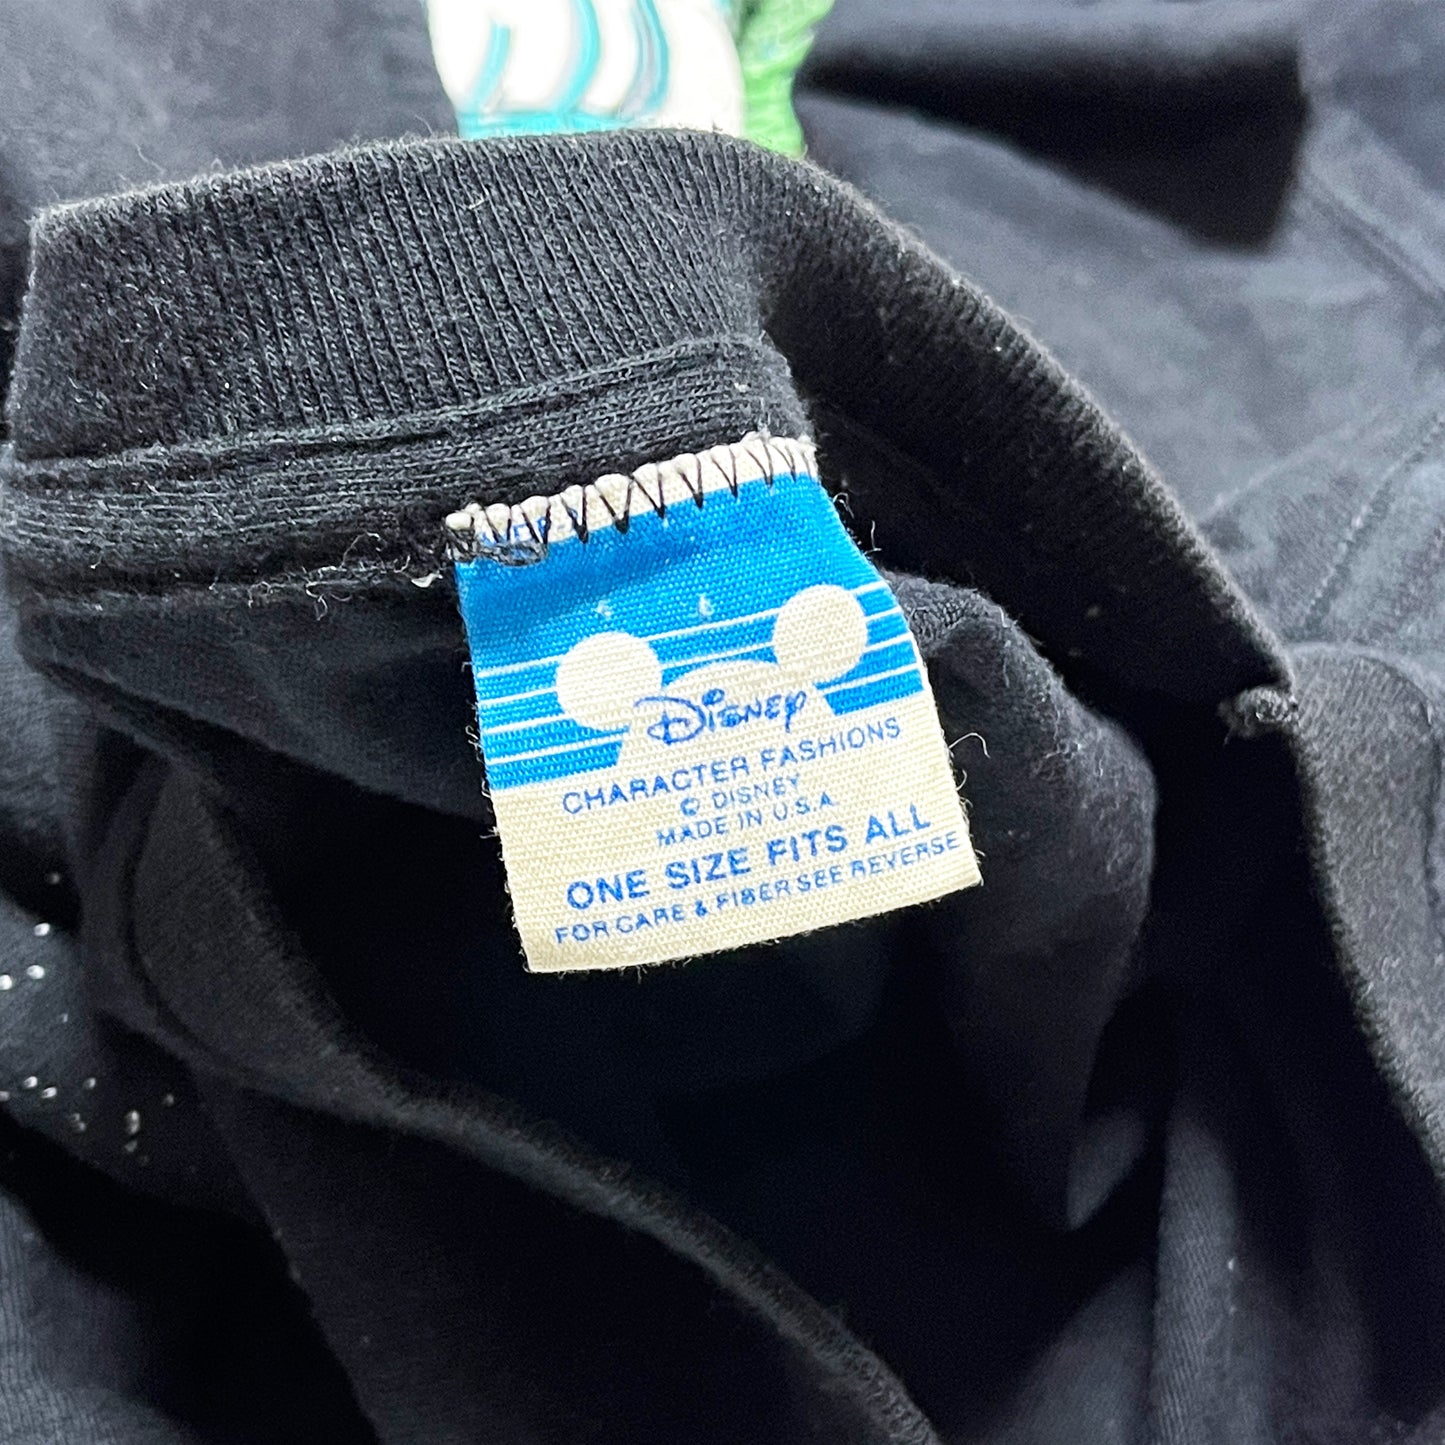 Disney
CHARACTER FASHIONS
© DISNEY
MADE IN U.S.A.
ONE SIZE FITS ALL
FOR CARE & FIBER SEE REVERSE